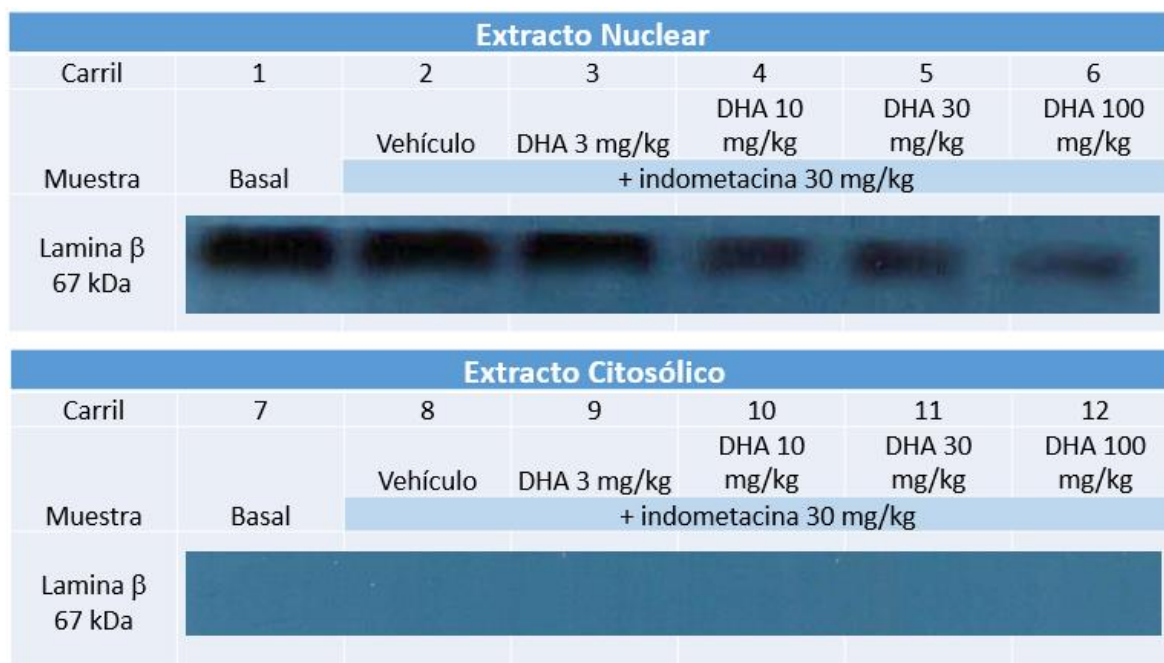 Extracto Nuclear
Carril 1 2 3 4 5 6
Muestra Basal Vehículo DHA 3 mg/kg DHA 10 mg/kg DHA 30 mg/kg DHA 100 mg/kg
+ indometacina 30 mg/kg
Lamina β
67 kDa
Extracto Citosólico
Carril 7 8 9 10 11 12
Muestra Basal Vehículo DHA 3 mg/kg DHA 10 mg/kg DHA 30 mg/kg DHA 100 mg/kg
+ indometacina 30 mg/kg
Lamina β
67 kDa